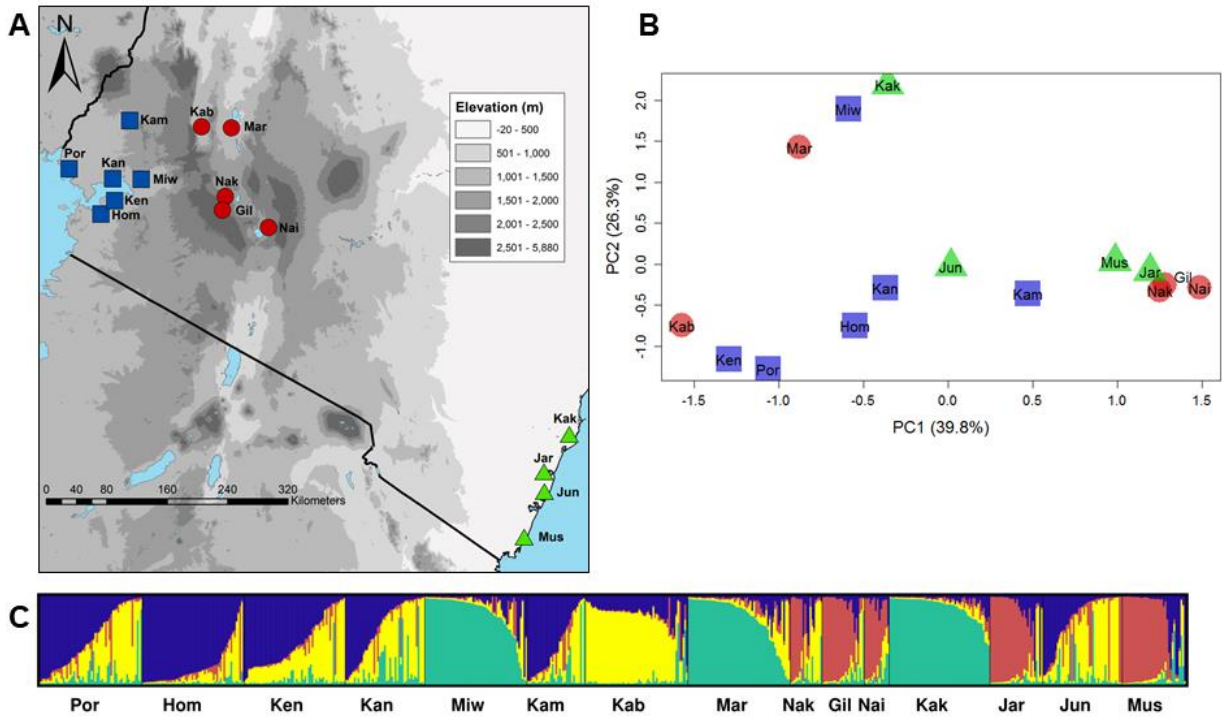 A
N
Kam
Kab
Mar
Por
Kan
Miw
Ken
Hom
Nak
Gil
Nai
Elevation (m)
-20 - 500
501 - 1,000
1,001 - 1,500
1,501 - 2,000
2,001 - 2,500
2,501 - 5,880
Kak
Jar
Jun
Mus
0 40 80 160 240 320
Kilometers
B
PC2 (26.3%)
2.0
1.5
1.0
0.5
0.0
-0.5
-1.0
Kak
Miw
Mar
Jun
Mus
Jar
Gil
Nak
Nai
Kan
Kam
Hom
Kab
Ken
Por
-1.5 -1.0 -0.5 0.0 0.5 1.0 1.5
PC1 (39.8%)
C
Por Hom Ken Kan Miw Kam Kab Mar Nak Gil Nai Kak Jar Jun Mus